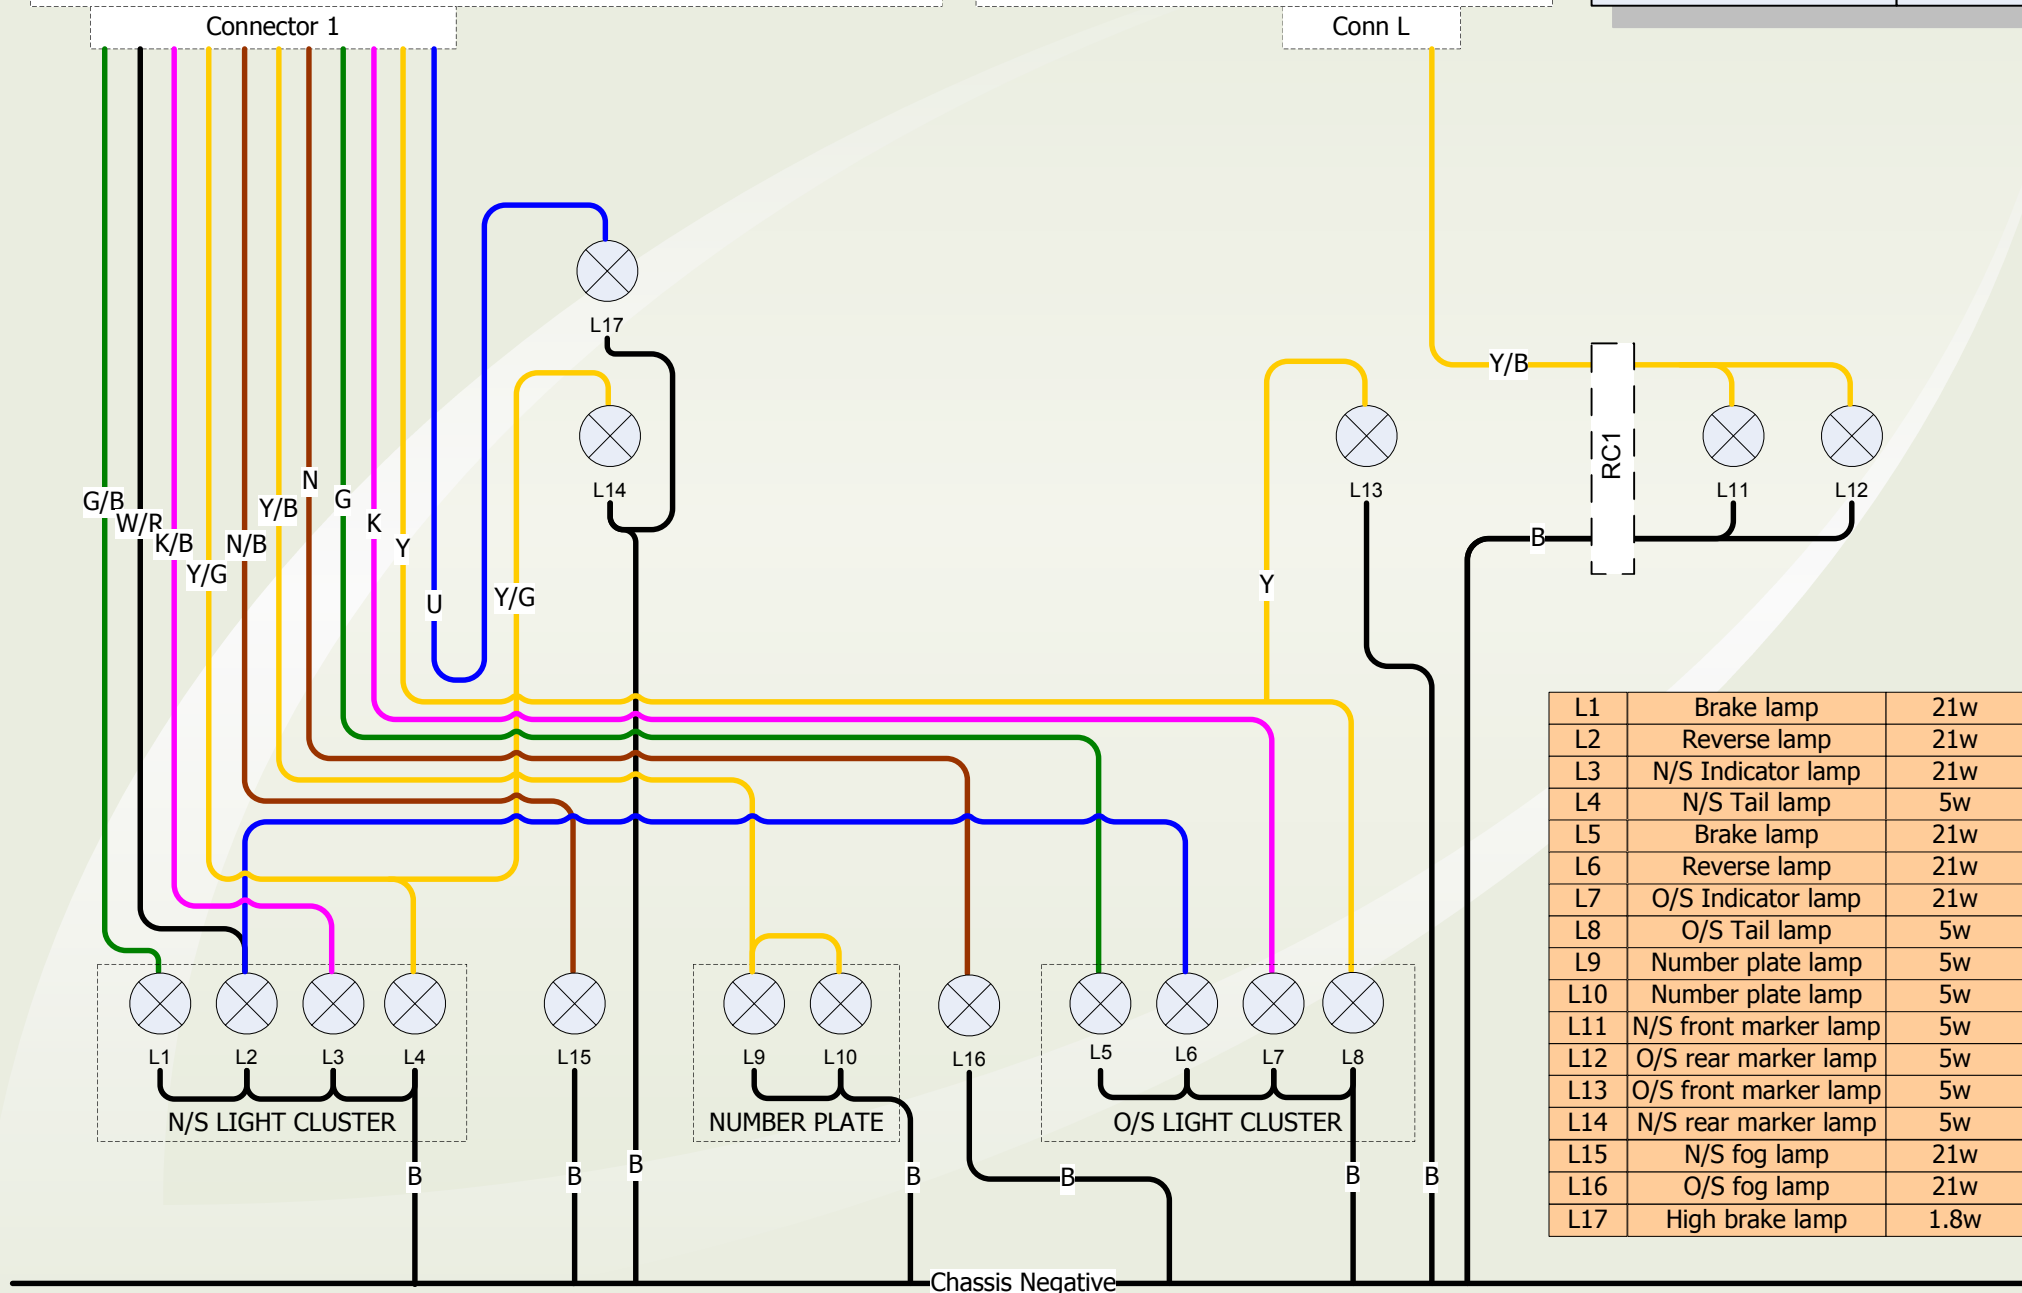 Connector 1
Conn L
L17
Y/B
RC1
L14
L13
L11
L12
G/B
W/R
K/B
Y/G
N/B
Y/B
N
G
K
Y
U
Y/G
Y
B
L1 Brake lamp 21w
L2 Reverse lamp 21w
L3 N/S Indicator lamp 21w
L4 N/S Tail lamp 5w
L5 Brake lamp 21w
L6 Reverse lamp 21w
L7 O/S Indicator lamp 21w
L8 O/S Tail lamp 5w
L9 Number plate lamp 5w
L10 Number plate lamp 5w
L11 N/S front marker lamp 5w
L12 O/S rear marker lamp 5w
L13 O/S front marker lamp 5w
L14 N/S rear marker lamp 5w
L15 N/S fog lamp 21w
L16 O/S fog lamp 21w
L17 High brake lamp 1.8w
L1
L2
L3
L4
L15
L9
L10
L16
L5
L6
L7
L8
N/S LIGHT CLUSTER
NUMBER PLATE
O/S LIGHT CLUSTER
B
B
B
B
B
B
B
Chassis Negative